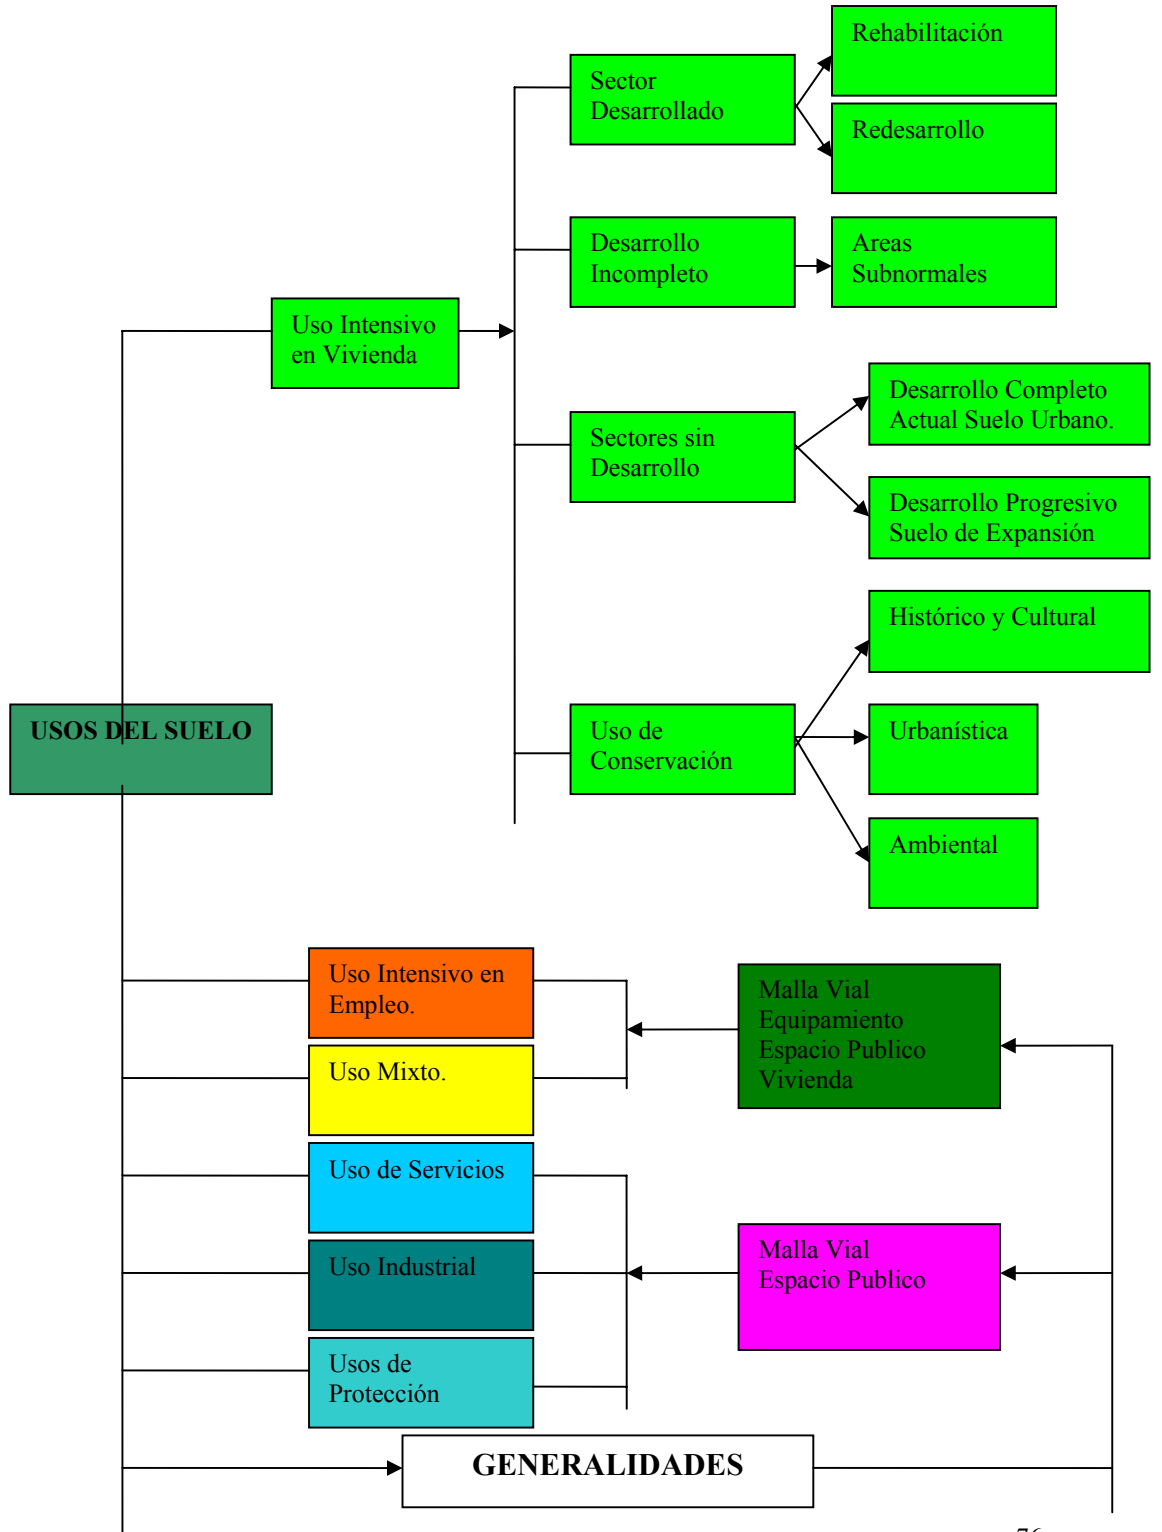 Rehabilitación
Sector
Desarrollado
Redesarrollo
Desarrollo
Incompleto
Areas
Subnormales
Uso Intensivo
en Vivienda
Desarrollo Completo
Actual Suelo Urbano.
Sectores sin
Desarrollo
Desarrollo Progresivo
Suelo de Expansión
Histórico y Cultural
USOS DEL SUELO
Uso de
Conservación
Urbanística
Ambiental
Uso Intensivo en
Empleo.
Malla Vial
Equipamiento
Espacio Publico
Vivienda
Uso Mixto.
Uso de Servicios
Uso Industrial
Malla Vial
Espacio Publico
Usos de
Protección
GENERALIDADES